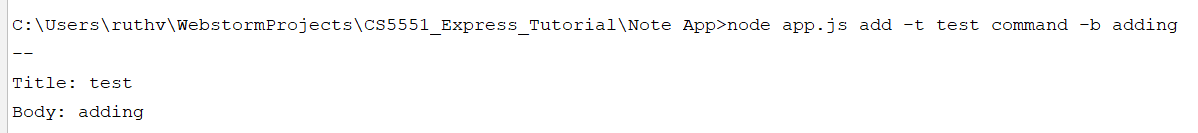 C:\Users\ruthv\WebstormProjects\CS5551_Express_Tutorial\Note App>node app.js add -t test command -b adding
--
Title: test
Body: adding